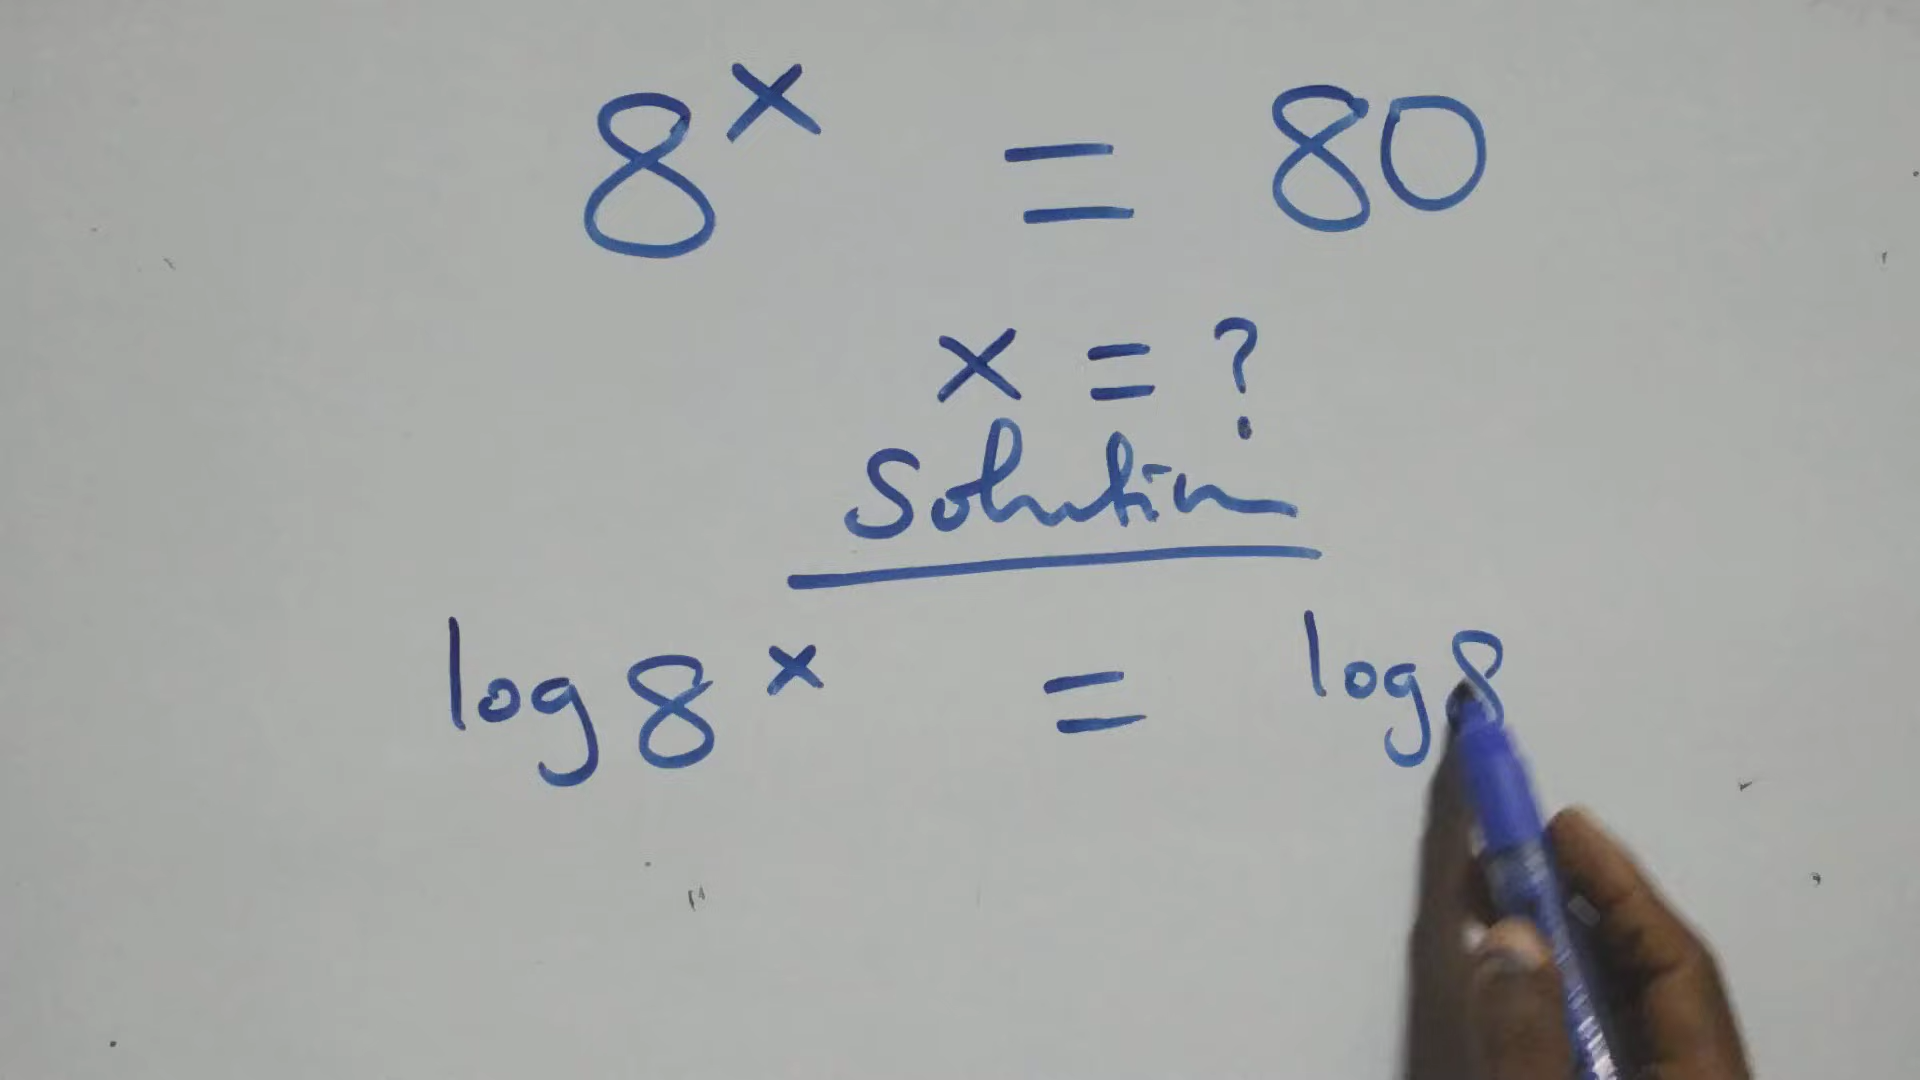 8^x = 80
x = ?
Solution
log 8^x = log 8